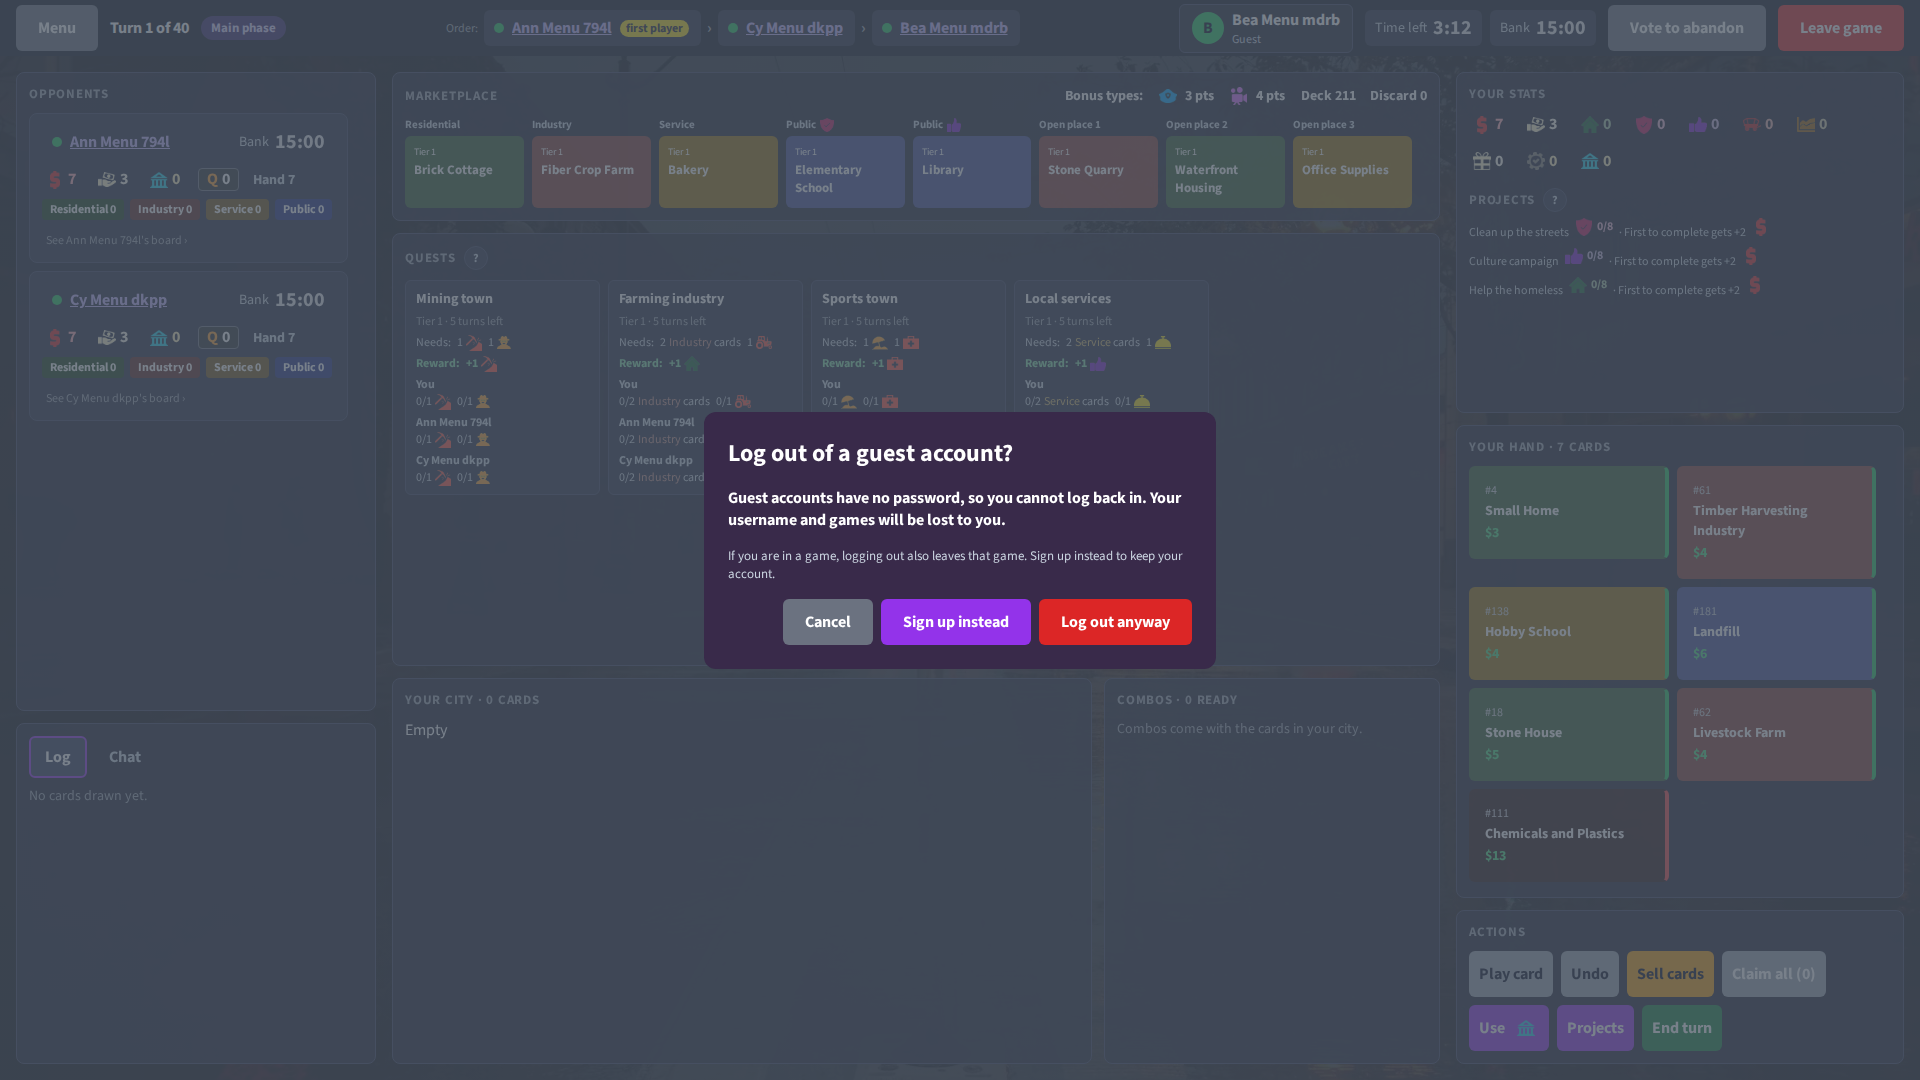 Menu
Turn 1 of 40
Main phase
Order:
Ann Menu 794l
first player
›
Cy Menu dkpp
›
Bea Menu mdrb
B
Bea Menu mdrb
Guest
Time left 3:12
Bank 15:00
Vote to abandon
Leave game
OPPONENTS
Ann Menu 794l
Bank 15:00
7 3 0 Q 0 Hand 7
Residential 0 Industry 0 Service 0 Public 0
See Ann Menu 794l's board ›
Cy Menu dkpp
Bank 15:00
7 3 0 Q 0 Hand 7
Residential 0 Industry 0 Service 0 Public 0
See Cy Menu dkpp's board ›
Log
Chat
No cards drawn yet.
MARKETPLACE
Bonus types: 3 pts 4 pts Deck 211 Discard 0
Residential
Tier 1
Brick Cottage
Industry
Tier 1
Fiber Crop Farm
Service
Tier 1
Bakery
Public
Tier 1
Elementary
School
Public
Tier 1
Library
Open place 1
Tier 1
Stone Quarry
Open place 2
Tier 1
Waterfront
Housing
Open place 3
Tier 1
Office Supplies
QUESTS ?
Mining town
Tier 1 · 5 turns left
Needs: 1 1
Reward: +1
You
0/1 0/1
Ann Menu 794l
0/1 0/1
Cy Menu dkpp
0/1 0/1
Farming industry
Tier 1 · 5 turns left
Needs: 2 Industry cards 1
Reward: +1
You
0/2 Industry cards 0/1
Ann Menu 794l
0/2 Industry card
Cy Menu dkpp
0/2 Industry card
Sports town
Tier 1 · 5 turns left
Needs: 1 1
Reward: +1
You
0/1 0/1
Local services
Tier 1 · 5 turns left
Needs: 2 Service cards 1
Reward: +1
You
0/2 Service cards 0/1
Log out of a guest account?
Guest accounts have no password, so you cannot log back in. Your
username and games will be lost to you.
If you are in a game, logging out also leaves that game. Sign up instead to keep your
account.
Cancel
Sign up instead
Log out anyway
YOUR CITY · 0 CARDS
Empty
COMBOS · 0 READY
Combos come with the cards in your city.
YOUR STATS
7 3 0 0 0 0 0
0 0 0
PROJECTS ?
Clean up the streets 0/8 · First to complete gets +2
Culture campaign 0/8 · First to complete gets +2
Help the homeless 0/8 · First to complete gets +2
YOUR HAND · 7 CARDS
#4
Small Home
$3
#61
Timber Harvesting
Industry
$4
#138
Hobby School
$4
#181
Landfill
$6
#18
Stone House
$5
#62
Livestock Farm
$4
#111
Chemicals and Plastics
$13
ACTIONS
Play card
Undo
Sell cards
Claim all (0)
Use
Projects
End turn